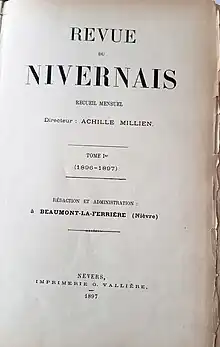 REVUE
DU
NIVERNAIS
RECUEIL MENSUEL
Directeur : ACHILLE MILLIEN.
TOME Ier
(1896-1897)
RÉDACTION ET ADMINISTRATION :
à BEAUMONT-LA-FERRIÈRE (Nièvre)
NEVERS,
IMPRIMERIE G. VALLIÈRE.
1897